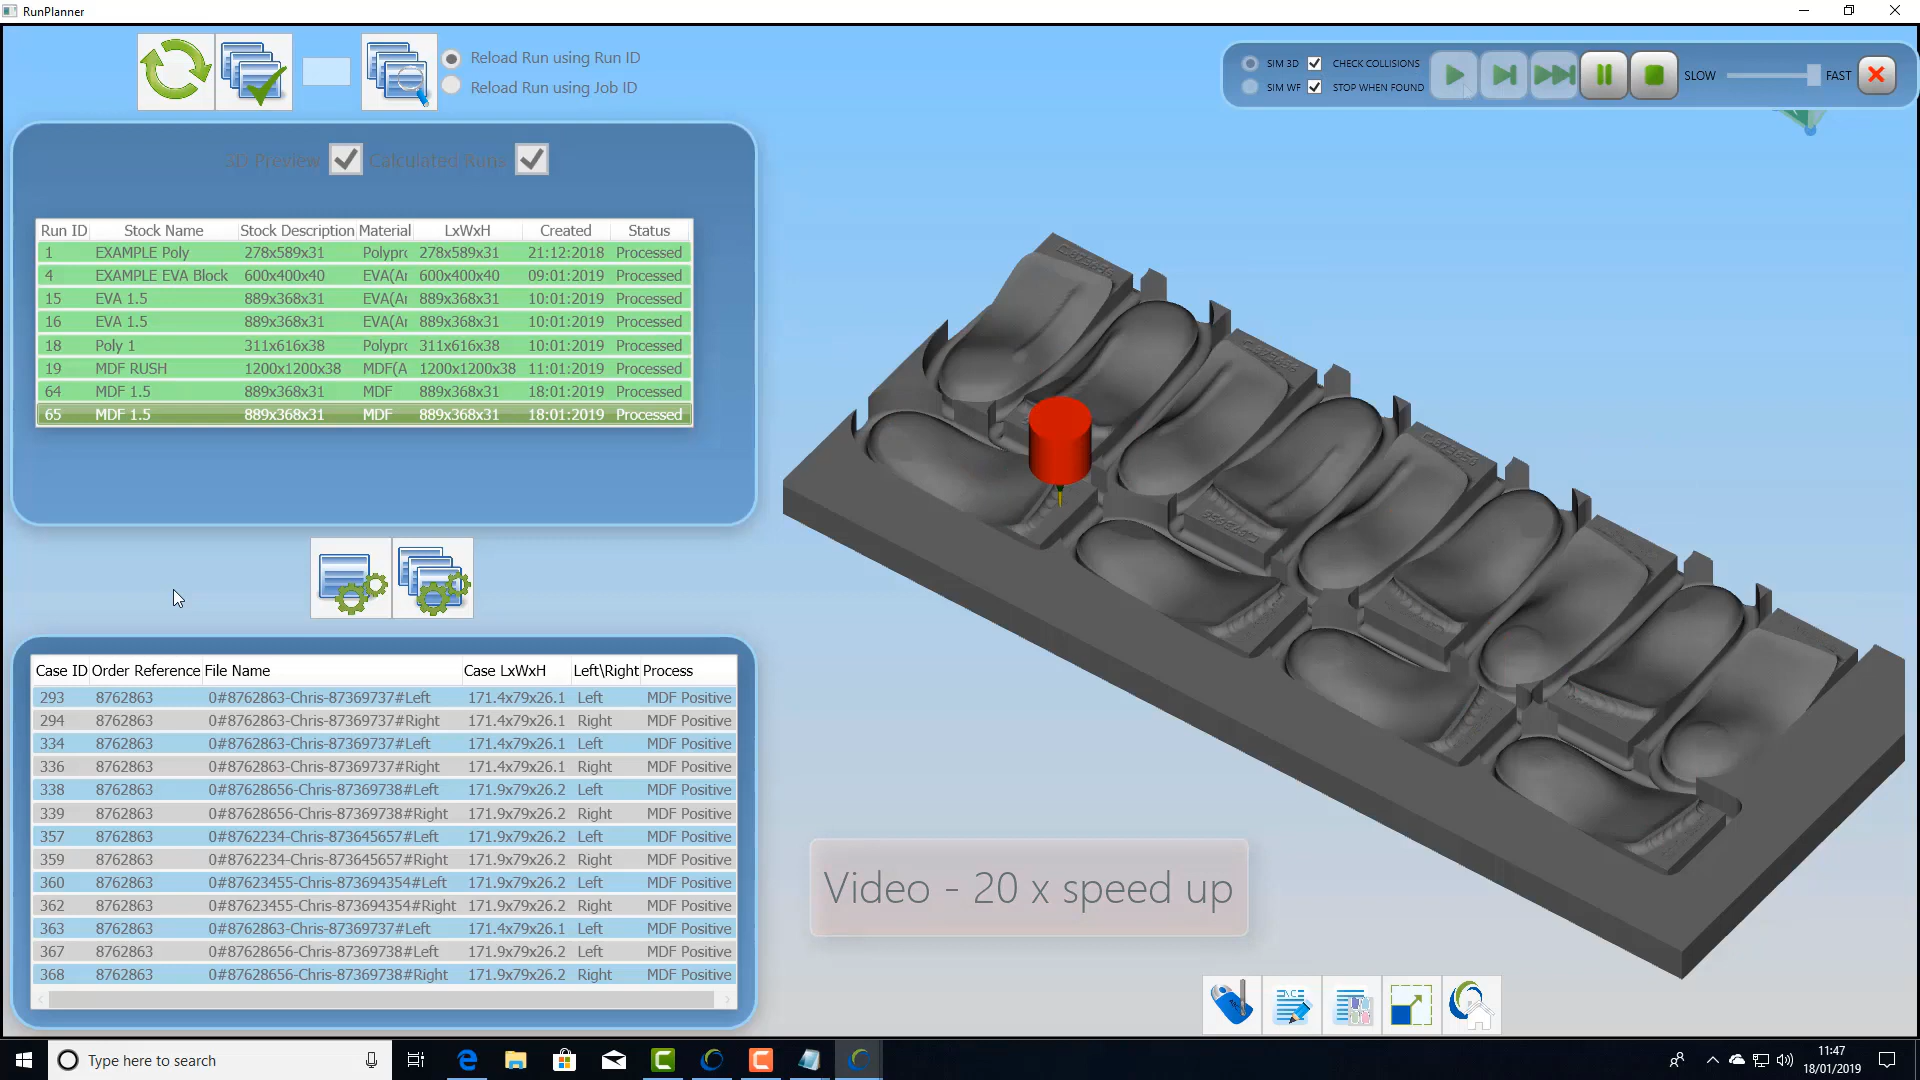 RunPlanner
Reload Run using Run ID
Reload Run using Job ID
SIM 3D CHECK COLLISIONS
SIM WF STOP WHEN FOUND
SLOW FAST
3D Preview Calculated Runs
Run ID Stock Name Stock Description Material LxWxH Created Status
1 EXAMPLE Poly 278x589x31 Polyprc 278x589x31 21:12:2018 Processed
4 EXAMPLE EVA Block 600x400x40 EVA(Ar 600x400x40 09:01:2019 Processed
15 EVA 1.5 889x368x31 EVA(Ar 889x368x31 10:01:2019 Processed
16 EVA 1.5 889x368x31 EVA(Ar 889x368x31 10:01:2019 Processed
18 Poly 1 311x616x38 Polyprc 311x616x38 10:01:2019 Processed
19 MDF RUSH 1200x1200x38 MDF(A 1200x1200x38 11:01:2019 Processed
64 MDF 1.5 889x368x31 MDF 889x368x31 18:01:2019 Processed
65 MDF 1.5 889x368x31 MDF 889x368x31 18:01:2019 Processed
Case ID Order Reference File Name Case LxWxH Left\Right Process
293 8762863 0#8762863-Chris-87369737#Left 171.4x79x26.1 Left MDF Positive
294 8762863 0#8762863-Chris-87369737#Right 171.4x79x26.1 Right MDF Positive
334 8762863 0#8762863-Chris-87369737#Left 171.4x79x26.1 Left MDF Positive
336 8762863 0#8762863-Chris-87369737#Right 171.4x79x26.1 Right MDF Positive
338 8762863 0#87628656-Chris-87369738#Left 171.9x79x26.2 Left MDF Positive
339 8762863 0#87628656-Chris-87369738#Right 171.9x79x26.2 Right MDF Positive
357 8762863 0#8762234-Chris-873645657#Left 171.9x79x26.2 Left MDF Positive
359 8762863 0#8762234-Chris-873645657#Right 171.9x79x26.2 Right MDF Positive
360 8762863 0#87623455-Chris-873694354#Left 171.9x79x26.2 Left MDF Positive
362 8762863 0#87623455-Chris-873694354#Right 171.9x79x26.2 Right MDF Positive
363 8762863 0#8762863-Chris-87369737#Left 171.4x79x26.1 Left MDF Positive
367 8762863 0#87628656-Chris-87369738#Left 171.9x79x26.2 Left MDF Positive
368 8762863 0#87628656-Chris-87369738#Right 171.9x79x26.2 Right MDF Positive
Video - 20 x speed up
Type here to search
11:47
18/01/2019